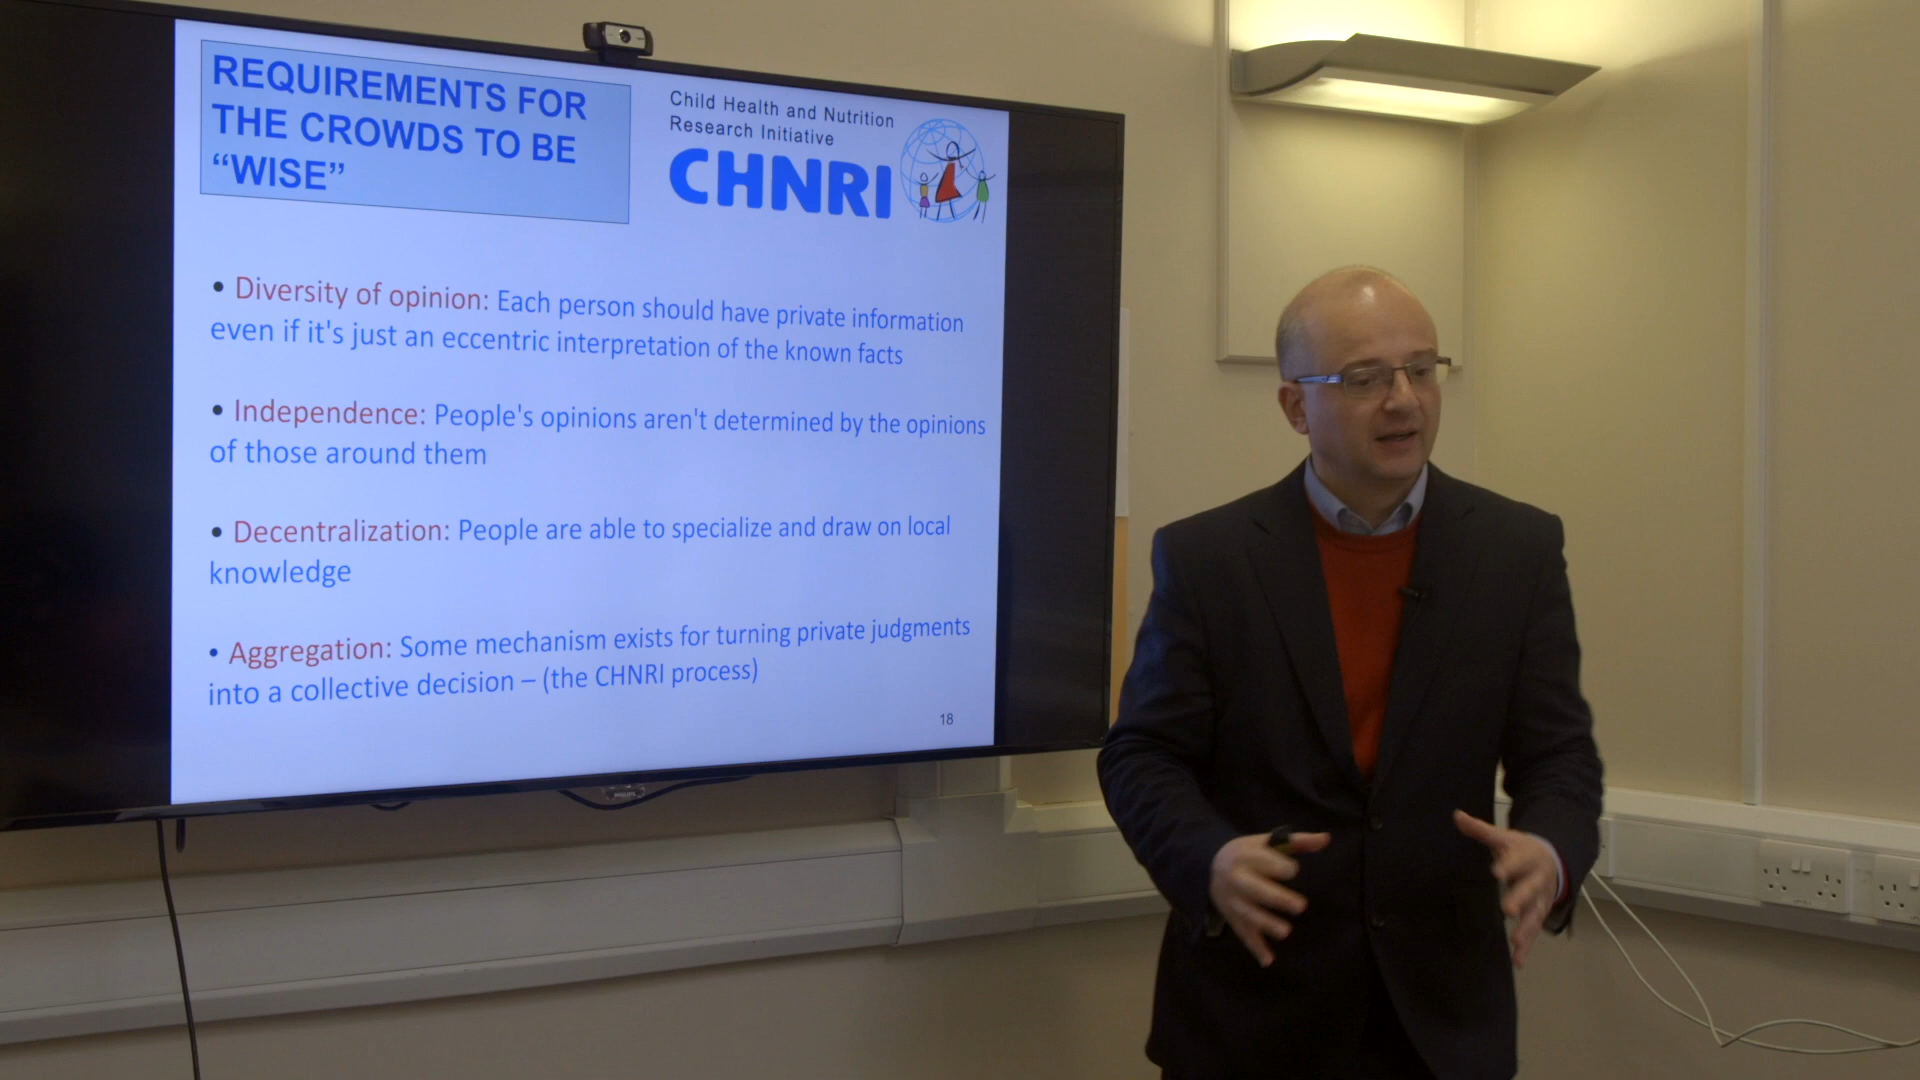 REQUIREMENTS FOR
THE CROWDS TO BE
“WISE”
Child Health and Nutrition
Research Initiative
CHNRI
• Diversity of opinion: Each person should have private information
even if it's just an eccentric interpretation of the known facts
• Independence: People's opinions aren't determined by the opinions
of those around them
• Decentralization: People are able to specialize and draw on local
knowledge
• Aggregation: Some mechanism exists for turning private judgments
into a collective decision – (the CHNRI process)
18